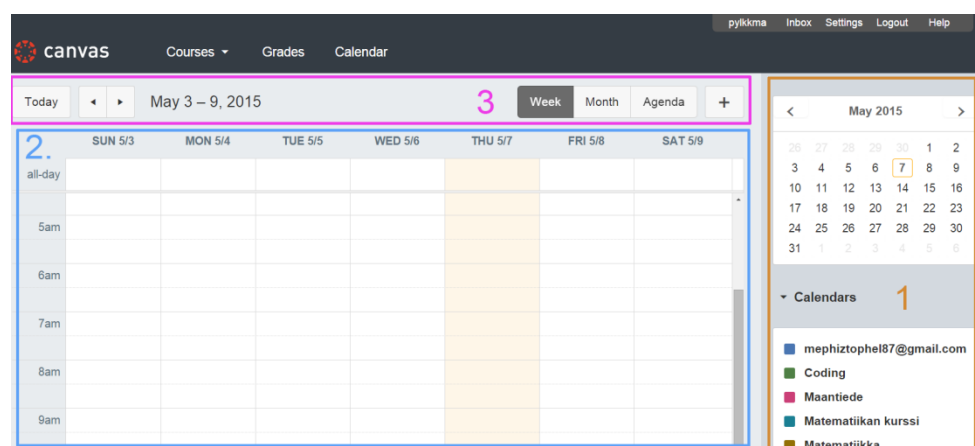 pylkkma Inbox Settings Logout Help
canvas Courses Grades Calendar
Today May 3 – 9, 2015 3 Week Month Agenda +
2. SUN 5/3 MON 5/4 TUE 5/5 WED 5/6 THU 5/7 FRI 5/8 SAT 5/9
all-day
5am
6am
7am
8am
9am
< May 2015 >
26 27 28 29 30 1 2
3 4 5 6 7 8 9
10 11 12 13 14 15 16
17 18 19 20 21 22 23
24 25 26 27 28 29 30
31 1 2 3 4 5 6
Calendars 1
mephiztophel87@gmail.com
Coding
Maantiede
Matematiikan kurssi
Matematiikka